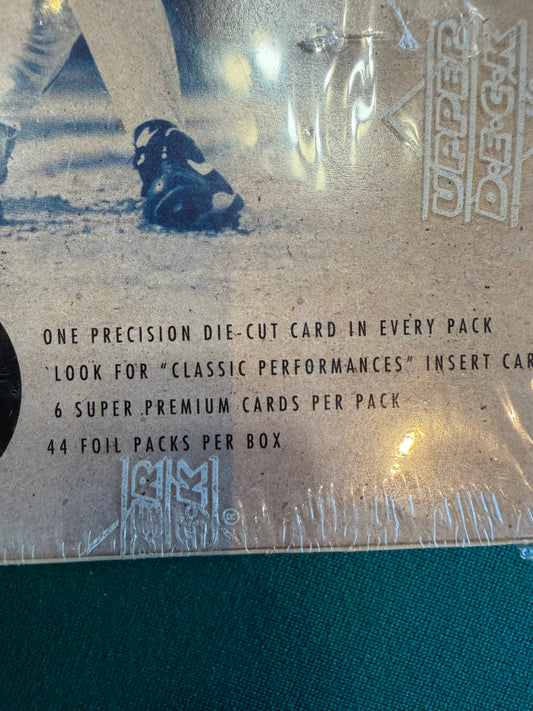 UPPER
D·E·C·K
ONE PRECISION DIE-CUT CARD IN EVERY PACK
LOOK FOR “CLASSIC PERFORMANCES” INSERT CAR
6 SUPER PREMIUM CARDS PER PACK
44 FOIL PACKS PER BOX
©